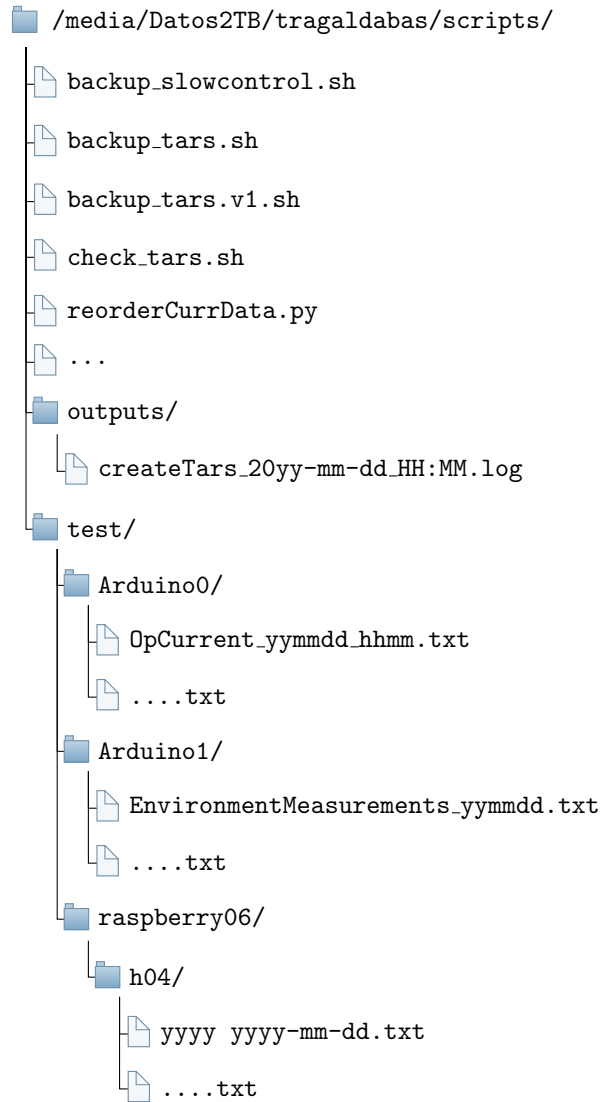 /media/Datos2TB/tragaldabas/scripts/
backup_slowcontrol.sh
backup_tars.sh
backup_tars.v1.sh
check_tars.sh
reorderCurrData.py
...
outputs/
createTars_20yy-mm-dd_HH:MM.log
test/
Arduino0/
OpCurrent_yymmdd_hhmm.txt
....txt
Arduino1/
EnvironmentMeasurements_yymmdd.txt
....txt
raspberry06/
h04/
yyyy yyyy-mm-dd.txt
....txt